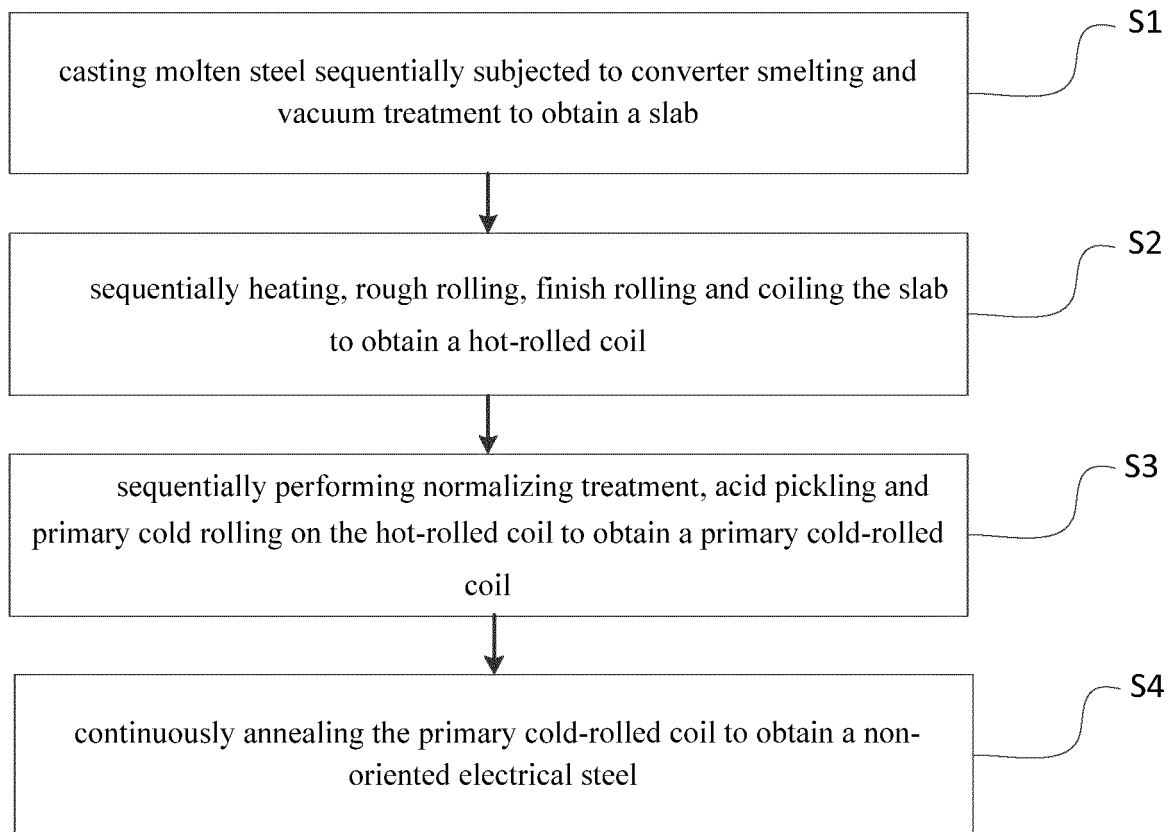 S1
casting molten steel sequentially subjected to converter smelting and
vacuum treatment to obtain a slab
S2
sequentially heating, rough rolling, finish rolling and coiling the slab
to obtain a hot-rolled coil
S3
sequentially performing normalizing treatment, acid pickling and
primary cold rolling on the hot-rolled coil to obtain a primary cold-rolled
coil
S4
continuously annealing the primary cold-rolled coil to obtain a non-
oriented electrical steel